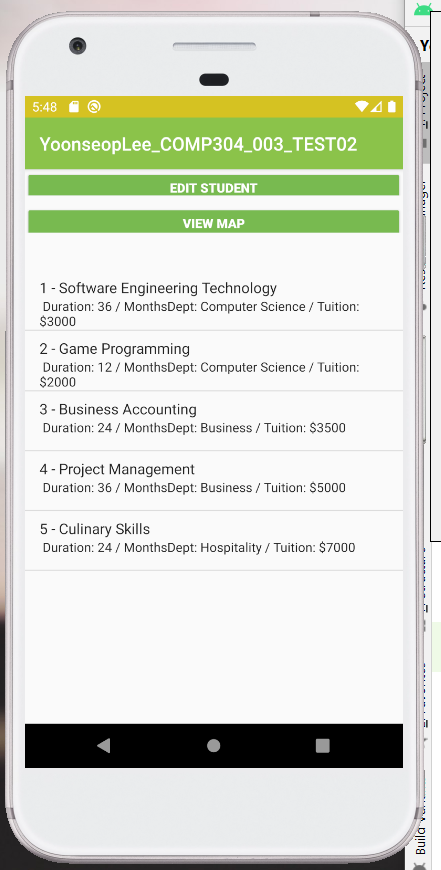 5:48
YoonseopLee_COMP304_003_TEST02
EDIT STUDENT
VIEW MAP
1 - Software Engineering Technology
Duration: 36 / MonthsDept: Computer Science / Tuition:
$3000
2 - Game Programming
Duration: 12 / MonthsDept: Computer Science / Tuition:
$2000
3 - Business Accounting
Duration: 24 / MonthsDept: Business / Tuition: $3500
4 - Project Management
Duration: 36 / MonthsDept: Business / Tuition: $5000
5 - Culinary Skills
Duration: 24 / MonthsDept: Hospitality / Tuition: $7000